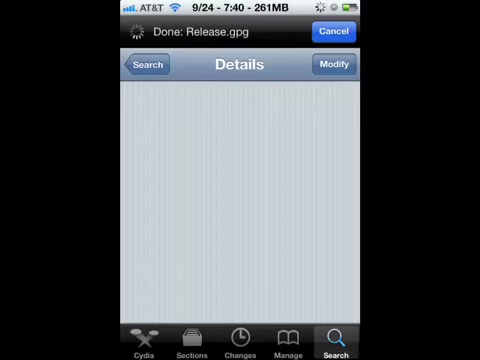 AT&T 9/24 - 7:40 - 261MB
Done: Release.gpg Cancel
Search Details Modify
Cydia Sections Changes Manage Search